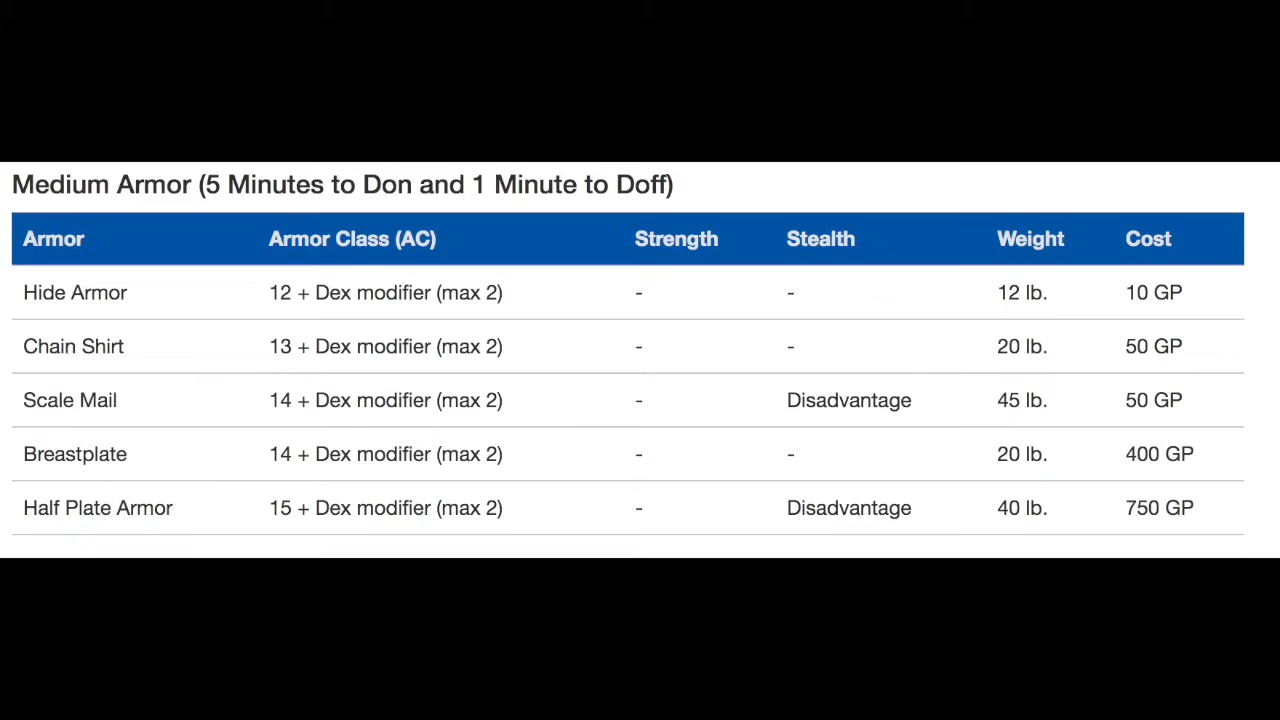 Medium Armor (5 Minutes to Don and 1 Minute to Doff)
Armor Armor Class (AC) Strength Stealth Weight Cost
Hide Armor 12 + Dex modifier (max 2) - - 12 lb. 10 GP
Chain Shirt 13 + Dex modifier (max 2) - - 20 lb. 50 GP
Scale Mail 14 + Dex modifier (max 2) - Disadvantage 45 lb. 50 GP
Breastplate 14 + Dex modifier (max 2) - - 20 lb. 400 GP
Half Plate Armor 15 + Dex modifier (max 2) - Disadvantage 40 lb. 750 GP